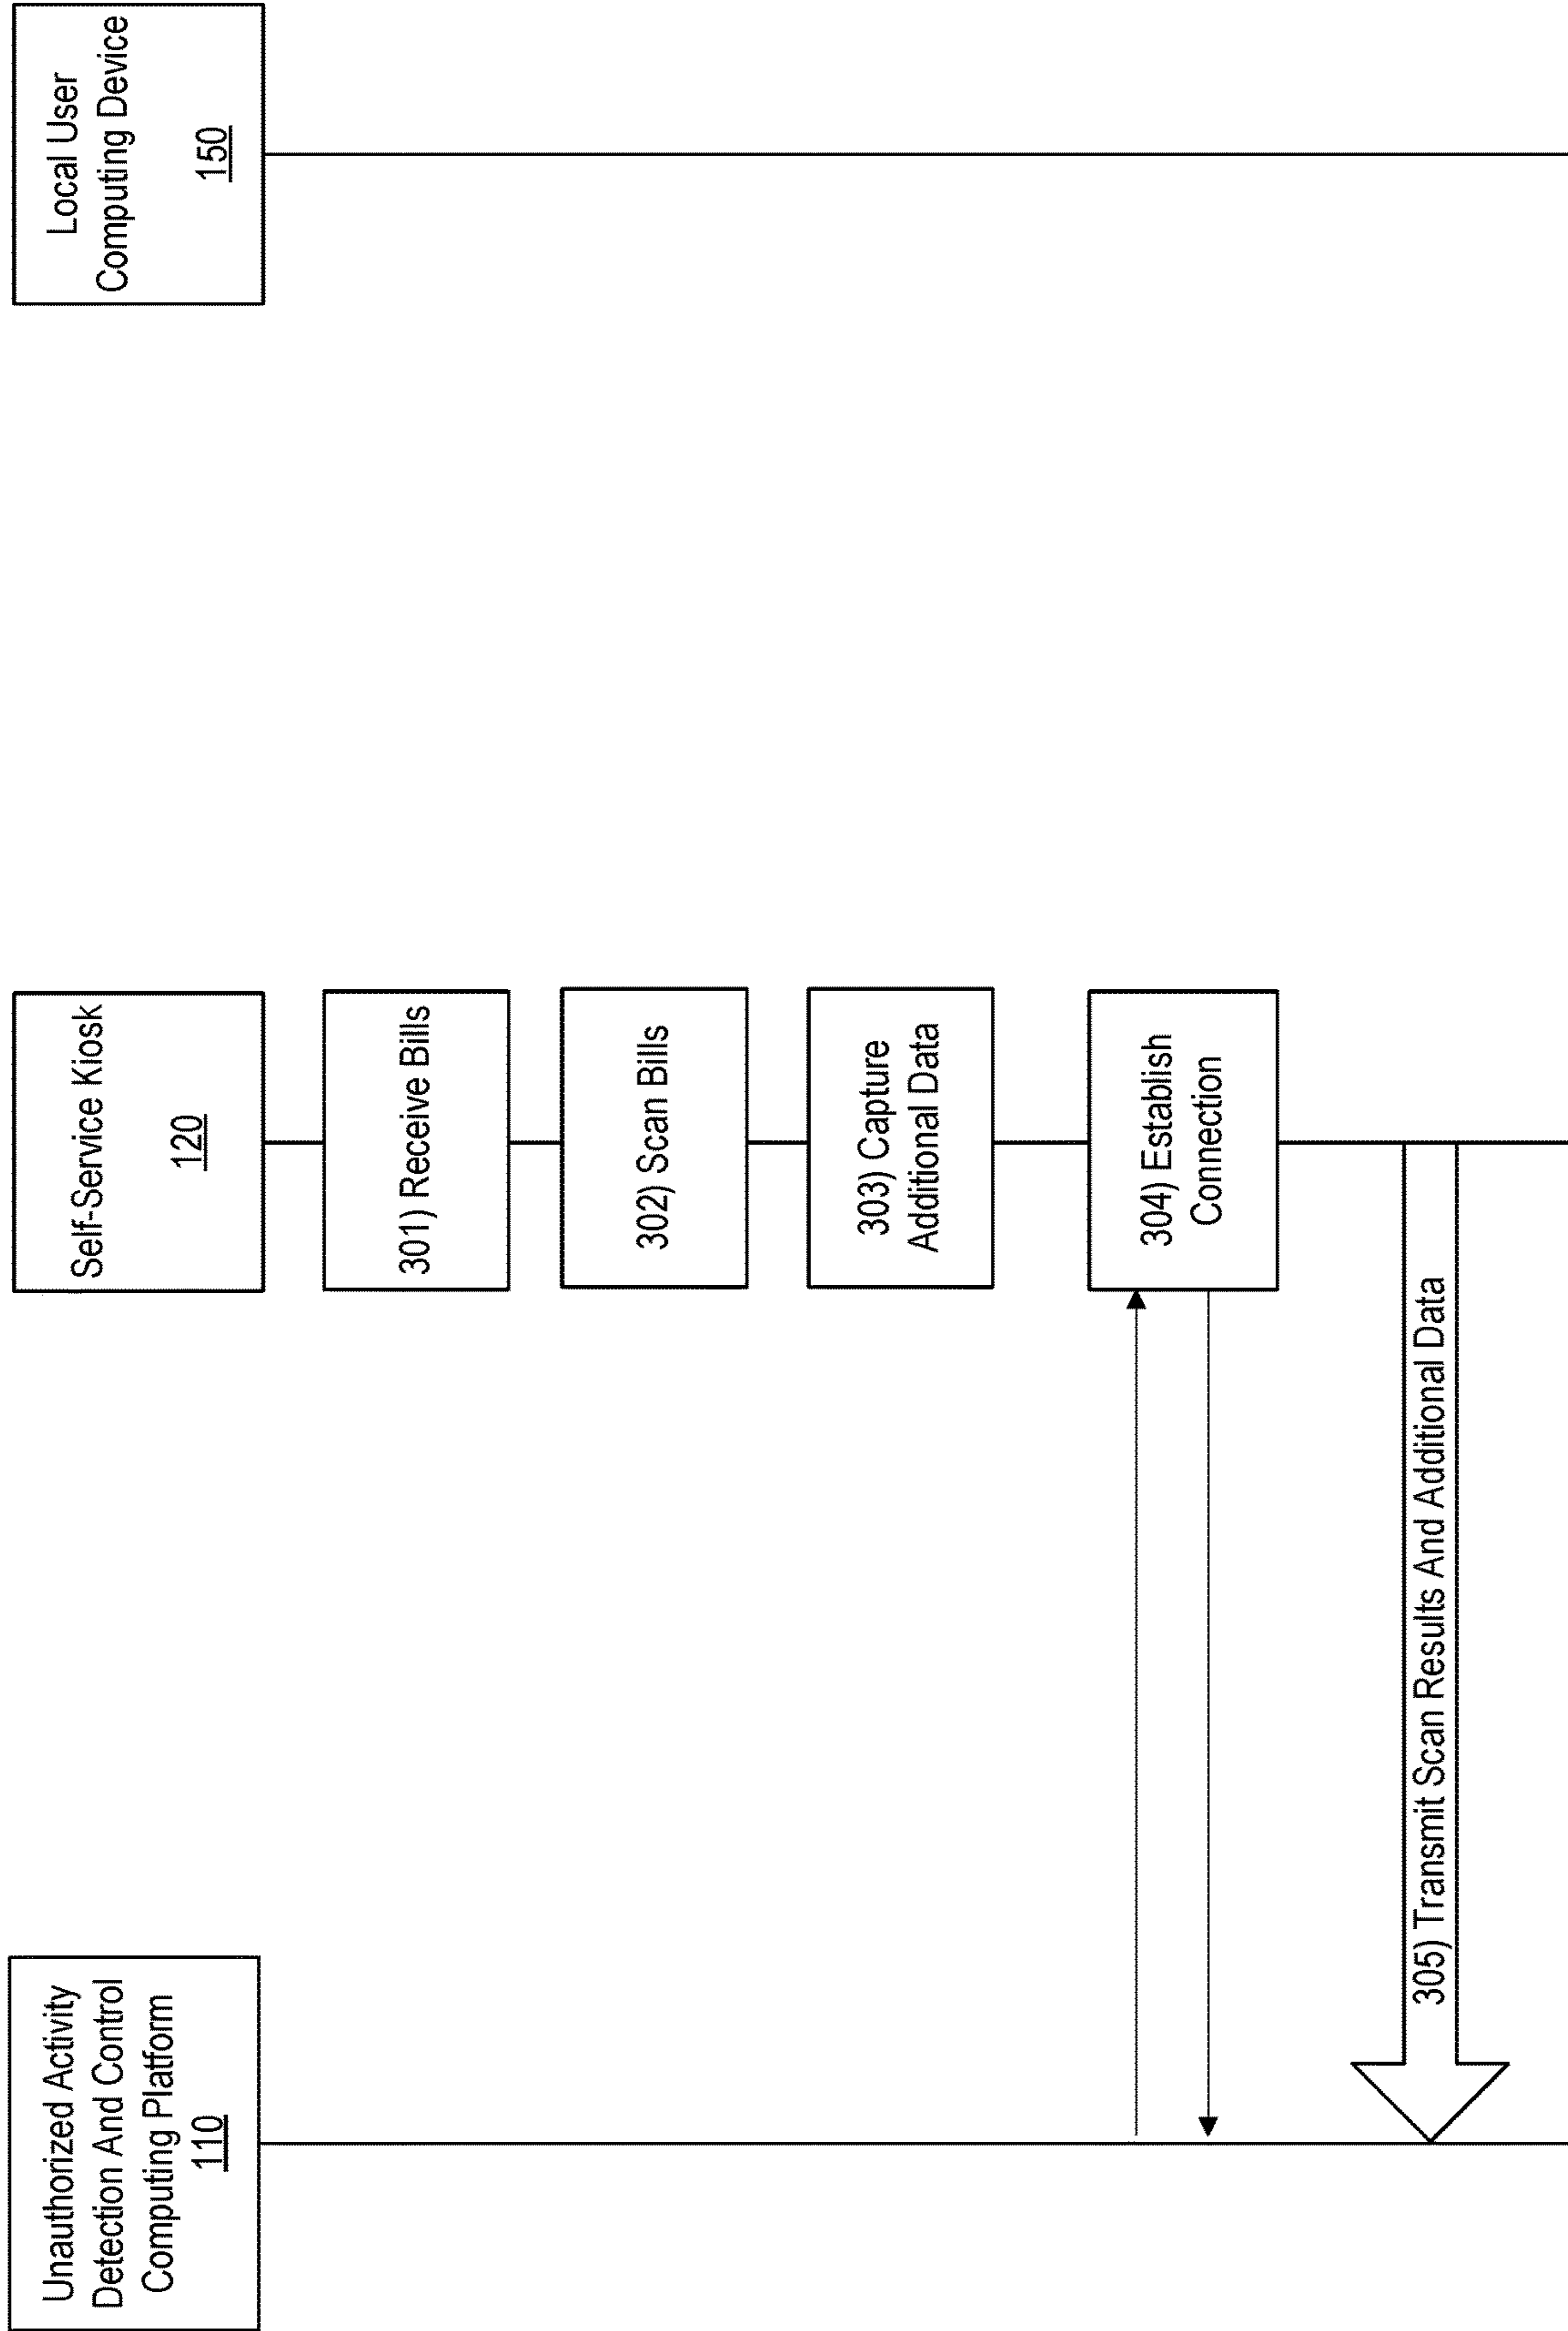 Unauthorized Activity
Detection And Control
Computing Platform
110
Self-Service Kiosk
120
Local User
Computing Device
150
301) Receive Bills
302) Scan Bills
303) Capture
Additional Data
304) Establish
Connection
305) Transmit Scan Results And Additional Data